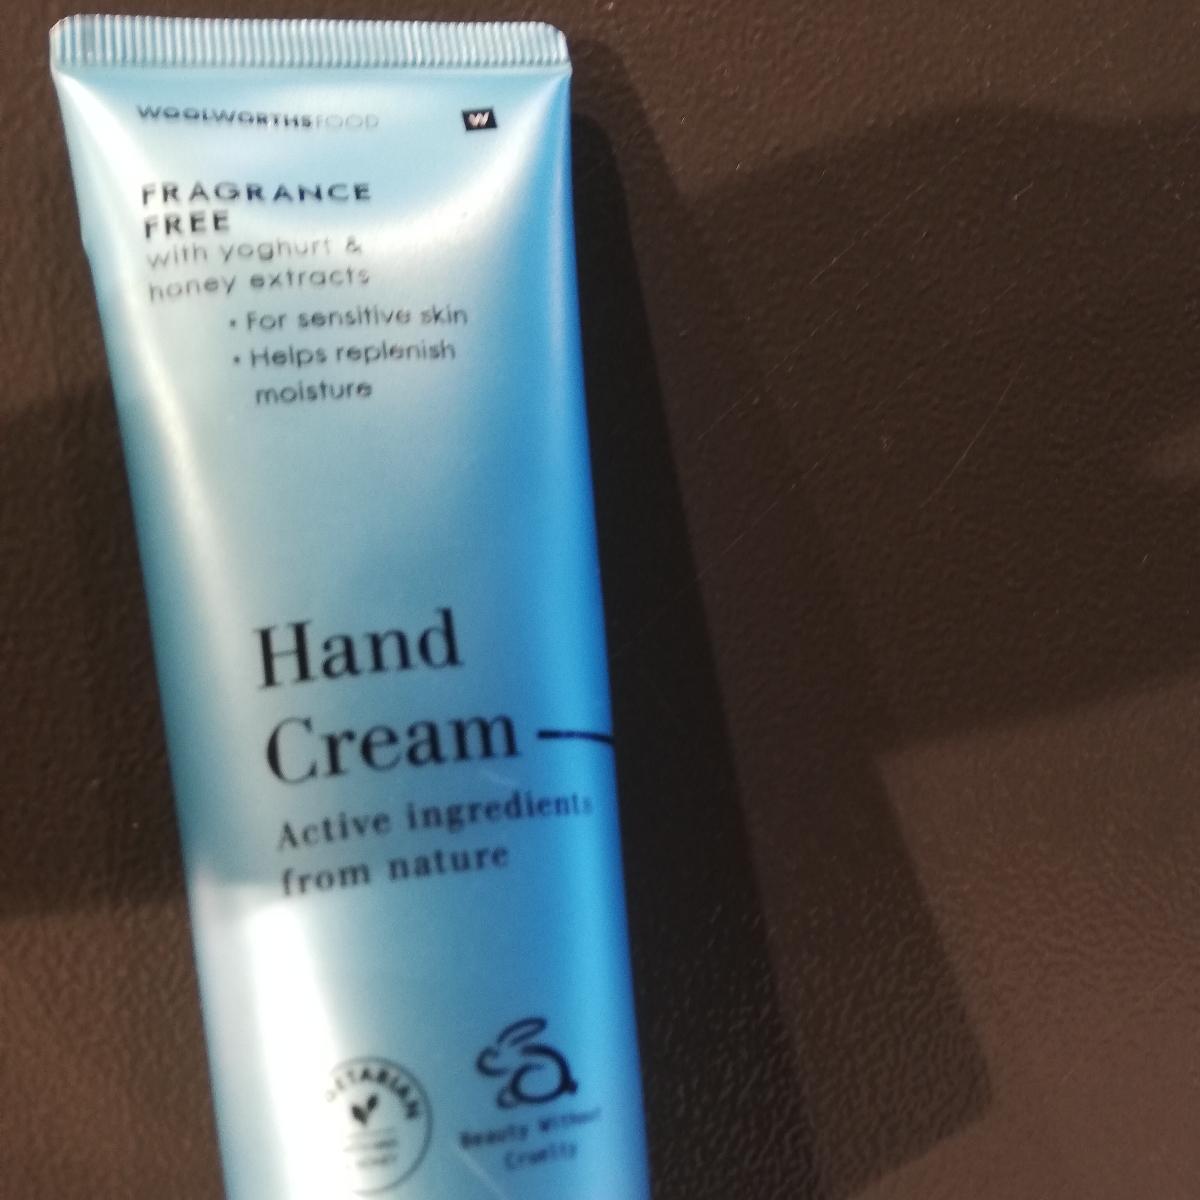 WOOLWORTHSFOOD W
FRAGRANCE
FREE
with yoghurt &
honey extracts
• For sensitive skin
• Helps replenish
moisture
Hand
Cream
Active ingredients
from nature
Beauty Without
Cruelty